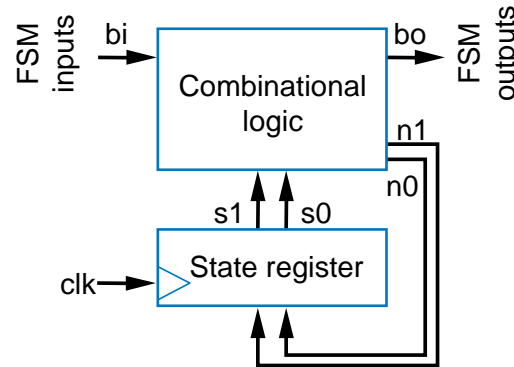 FSM
inputs
bi
Combinational
logic
bo
FSM
outputs
n1
n0
s1
s0
clk
State register